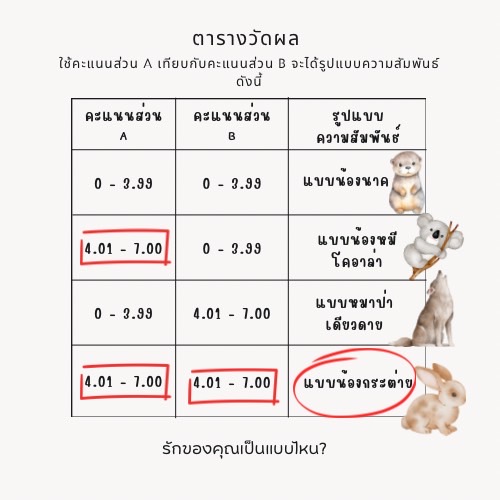 ตารางวัดผล
ใช้คะแนนส่วน A เทียบกับคะแนนส่วน B จะได้รูปแบบความสัมพันธ์
ดังนี้
คะแนนส่วน
A
คะแนนส่วน
B
รูปแบบ
ความสัมพันธ์
0 - 3.99
0 - 3.99
แบบน้องนาค
4.01 - 7.00
0 - 3.99
แบบน้องหมี
โคอาล่า
0 - 3.99
4.01 - 7.00
แบบหมาป่า
เดียวดาย
4.01 - 7.00
4.01 - 7.00
แบบน้องกระต่าย
รักของคุณเป็นแบบไหน?